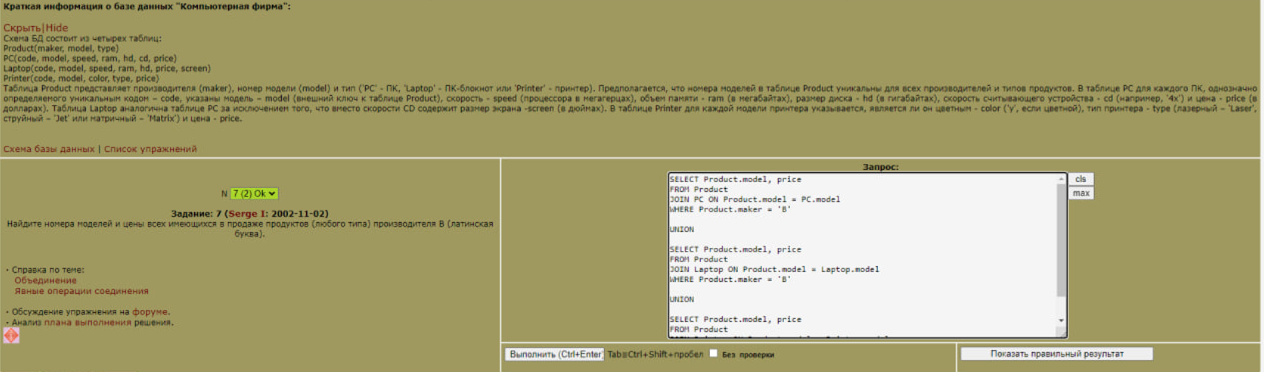 Краткая информация о базе данных "Компьютерная фирма":
Скрыть|Hide
Схема БД состоит из четырех таблиц:
Product(maker, model, type)
PC(code, model, speed, ram, hd, cd, price)
Laptop(code, model, speed, ram, hd, price, screen)
Printer(code, model, color, type, price)
Таблица Product представляет производителя (maker), номер модели (model) и тип ('PC' - ПК, 'Laptop' - ПК-блокнот или 'Printer' - принтер). Предполагается, что номера моделей в таблице Product уникальны для всех производителей и типов продуктов. В таблице PC для каждого ПК, однозначно
определяемого уникальным кодом – code, указаны модель – model (внешний ключ к таблице Product), скорость - speed (процессора в мегагерцах), объем памяти - ram (в мегабайтах), размер диска - hd (в гигабайтах), скорость считывающего устройства - cd (например, '4x') и цена - price (в
долларах). Таблица Laptop аналогична таблице РС за исключением того, что вместо скорости CD содержит размер экрана -screen (в дюймах). В таблице Printer для каждой модели принтера указывается, является ли он цветным - color ('y', если цветной), тип принтера - type (лазерный – 'Laser',
струйный – 'Jet' или матричный – 'Matrix') и цена - price.
Схема базы данных | Список упражнений
N 7 (2) Ok
Задание: 7 (Serge I: 2002-11-02)
Найдите номера моделей и цены всех имеющихся в продаже продуктов (любого типа) производителя B (латинская
буква).
· Справка по теме:
Объединение
Явные операции соединения
· Обсуждение упражнения на форуме.
· Анализ плана выполнения решения.
Запрос:
SELECT Product.model, price
FROM Product
JOIN PC ON Product.model = PC.model
WHERE Product.maker = 'B'
UNION
SELECT Product.model, price
FROM Product
JOIN Laptop ON Product.model = Laptop.model
WHERE Product.maker = 'B'
UNION
SELECT Product.model, price
FROM Product
cls
max
Выполнить (Ctrl+Enter) Tab≡Ctrl+Shift+пробел Без проверки
Показать правильный результат